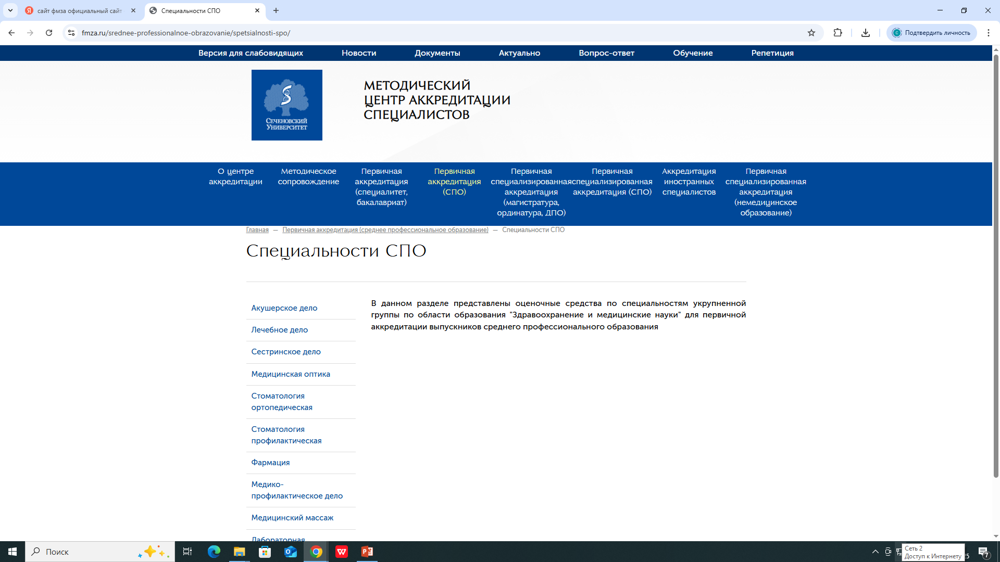 сайт фмза официальный сайт
Специальности СПО
fmza.ru/srednee-professionalnoe-obrazovanie/spetsialnosti-spo/
С
Подтвердить личность
Версия для слабовидящих
Новости
Документы
Актуально
Вопрос-ответ
Обучение
Репетиция
Сеченовский
Университет
МЕТОДИЧЕСКИЙ
ЦЕНТР АККРЕДИТАЦИИ
СПЕЦИАЛИСТОВ
О центре
аккредитации
Методическое
сопровождение
Первичная
аккредитация
(специалитет,
бакалавриат)
Первичная
аккредитация
(СПО)
Первичная
специализированная
аккредитация
(магистратура,
ординатура, ДПО)
Первичная
специализированная
аккредитация (СПО)
Аккредитация
иностранных
специалистов
Первичная
специализированная
аккредитация
(немедицинское
образование)
Главная — Первичная аккредитация (среднее профессиональное образование) — Специальности СПО
Специальности СПО
Акушерское дело
Лечебное дело
Сестринское дело
Медицинская оптика
Стоматология
ортопедическая
Стоматология
профилактическая
Фармация
Медико-
профилактическое дело
Медицинский массаж
Лабораторная
В данном разделе представлены оценочные средства по специальностям укрупненной
группы по области образования "Здравоохранение и медицинские науки" для первичной
аккредитации выпускников среднего профессионального образования
Поиск
Сеть 2
Доступ к Интернету
7